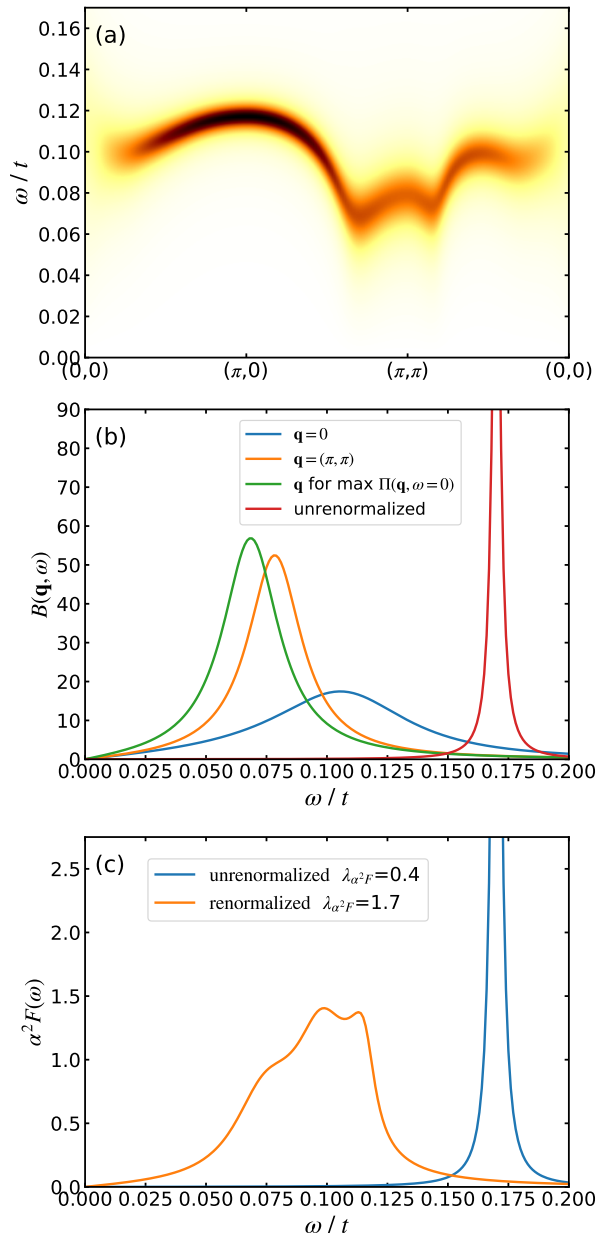 (a)
0.16
0.14
0.12
0.10
0.08
0.06
0.04
0.02
0.00
ω / t
(0,0) (π,0) (π,π) (0,0)
(b)
90
80
70
60
50
40
30
20
10
0
B(q, ω)
q = 0
q = (π, π)
q for max Π(q, ω = 0)
unrenormalized
0.000 0.025 0.050 0.075 0.100 0.125 0.150 0.175 0.200
ω / t
(c)
2.5
2.0
1.5
1.0
0.5
0.0
α²F(ω)
unrenormalized λα²F=0.4
renormalized λα²F=1.7
0.000 0.025 0.050 0.075 0.100 0.125 0.150 0.175 0.200
ω / t